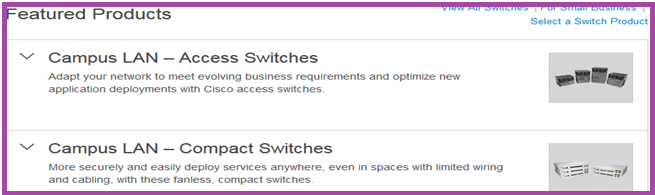 View All Switches | For Small Business |
Featured Products
Select a Switch Product
Campus LAN – Access Switches
Adapt your network to meet evolving business requirements and optimize new
application deployments with Cisco access switches.
Campus LAN – Compact Switches
More securely and easily deploy services anywhere, even in spaces with limited wiring
and cabling, with these fanless, compact switches.